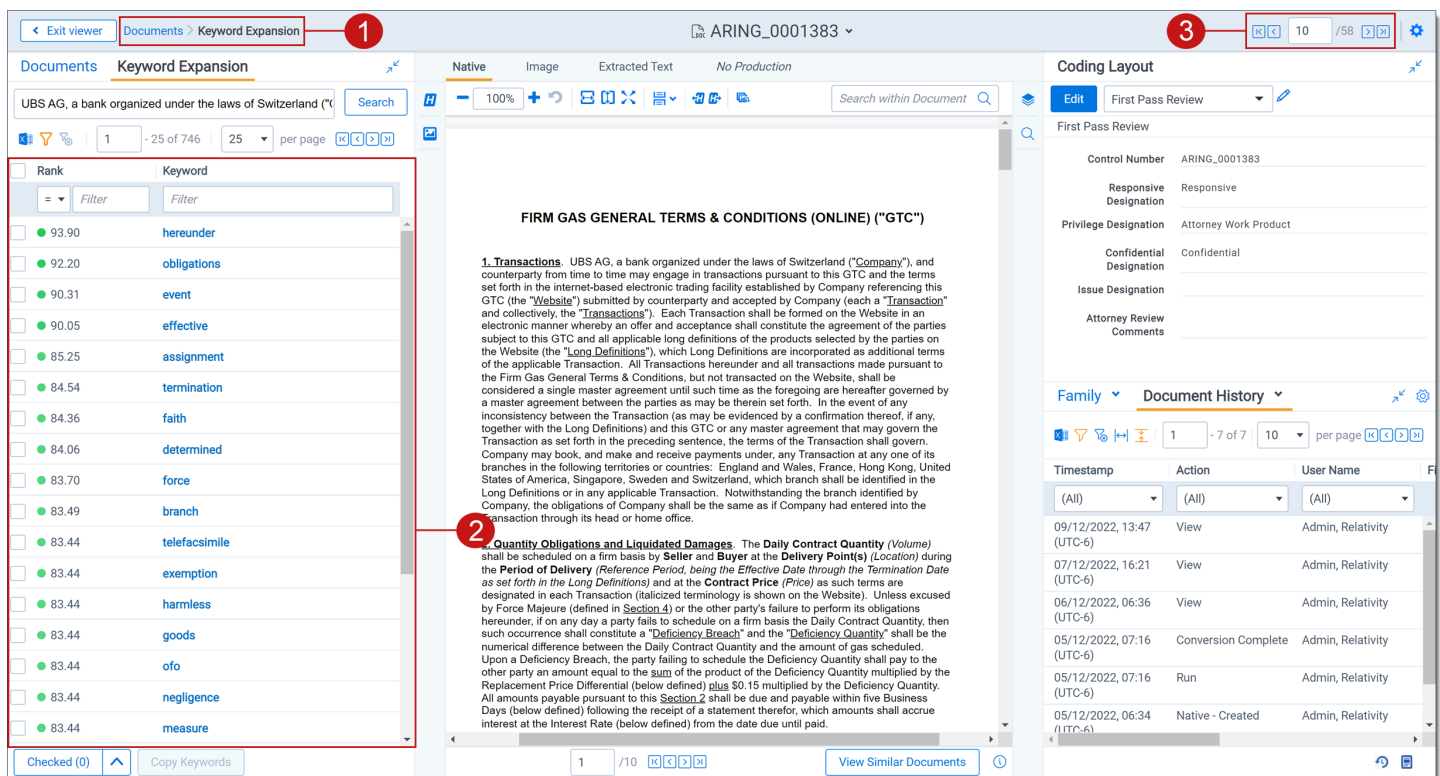 Exit viewer
Documents > Keyword Expansion
1
ARING_0001383
3
10 /58
Documents Keyword Expansion
UBS AG, a bank organized under the laws of Switzerland ("(
Search
1 - 25 of 746 25 per page
Rank Keyword
= Filter Filter
93.90 hereunder
92.20 obligations
90.31 event
90.05 effective
85.25 assignment
84.54 termination
84.36 faith
84.06 determined
83.70 force
83.49 branch
83.44 telefacsimile
83.44 exemption
83.44 harmless
83.44 goods
83.44 ofo
83.44 negligence
83.44 measure
2
Checked (0) Copy Keywords
Native Image Extracted Text No Production
100% Search within Document
FIRM GAS GENERAL TERMS & CONDITIONS (ONLINE) ("GTC")
1. Transactions. UBS AG, a bank organized under the laws of Switzerland ("Company"), and
counterparty from time to time may engage in transactions pursuant to this GTC and the terms
set forth in the internet-based electronic trading facility established by Company referencing this
GTC (the "Website") submitted by counterparty and accepted by Company (each a "Transaction"
and collectively, the "Transactions"). Each Transaction shall be formed on the Website in an
electronic manner whereby an offer and acceptance shall constitute the agreement of the parties
subject to this GTC and all applicable long definitions of the products selected by the parties on
the Website (the "Long Definitions"), which Long Definitions are incorporated as additional terms
of the applicable Transaction. All Transactions hereunder and all transactions made pursuant to
the Firm Gas General Terms & Conditions, but not transacted on the Website, shall be
considered a single master agreement until such time as the foregoing are hereafter governed by
a master agreement between the parties as may be therein set forth. In the event of any
inconsistency between the Transaction (as may be evidenced by a confirmation thereof, if any,
together with the Long Definitions) and this GTC or any master agreement that may govern the
Transaction as set forth in the preceding sentence, the terms of the Transaction shall govern.
Company may book, and make and receive payments under, any Transaction at any one of its
branches in the following territories or countries: England and Wales, France, Hong Kong, United
States of America, Singapore, Sweden and Switzerland, which branch shall be identified in the
Long Definitions or in any applicable Transaction. Notwithstanding the branch identified by
Company, the obligations of Company shall be the same as if Company had entered into the
Transaction through its head or home office.
. Quantity Obligations and Liquidated Damages. The Daily Contract Quantity (Volume)
shall be scheduled on a firm basis by Seller and Buyer at the Delivery Point(s) (Location) during
the Period of Delivery (Reference Period, being the Effective Date through the Termination Date
as set forth in the Long Definitions) and at the Contract Price (Price) as such terms are
designated in each Transaction (italicized terminology is shown on the Website). Unless excused
by Force Majeure (defined in Section 4) or the other party's failure to perform its obligations
hereunder, if on any day a party fails to schedule on a firm basis the Daily Contract Quantity, then
such occurrence shall constitute a "Deficiency Breach" and the "Deficiency Quantity" shall be the
numerical difference between the Daily Contract Quantity and the amount of gas scheduled.
Upon a Deficiency Breach, the party failing to schedule the Deficiency Quantity shall pay to the
other party an amount equal to the sum of the product of the Deficiency Quantity multiplied by the
Replacement Price Differential (below defined) plus $0.15 multiplied by the Deficiency Quantity.
All amounts payable pursuant to this Section 2 shall be due and payable within five Business
Days (below defined) following the receipt of a statement therefor, which amounts shall accrue
interest at the Interest Rate (below defined) from the date due until paid.
1 /10 View Similar Documents
Coding Layout
Edit First Pass Review
First Pass Review
Control Number ARING_0001383
Responsive Designation Responsive
Privilege Designation Attorney Work Product
Confidential Designation Confidential
Issue Designation
Attorney Review Comments
Family Document History
1 - 7 of 7 10 per page
Timestamp Action User Name Fi
(All) (All) (All)
09/12/2022, 13:47 (UTC-6) View Admin, Relativity
07/12/2022, 16:21 (UTC-6) View Admin, Relativity
06/12/2022, 06:36 (UTC-6) View Admin, Relativity
05/12/2022, 07:16 (UTC-6) Conversion Complete Admin, Relativity
05/12/2022, 07:16 (UTC-6) Run Admin, Relativity
05/12/2022, 06:34 (UTC-6) Native - Created Admin, Relativity